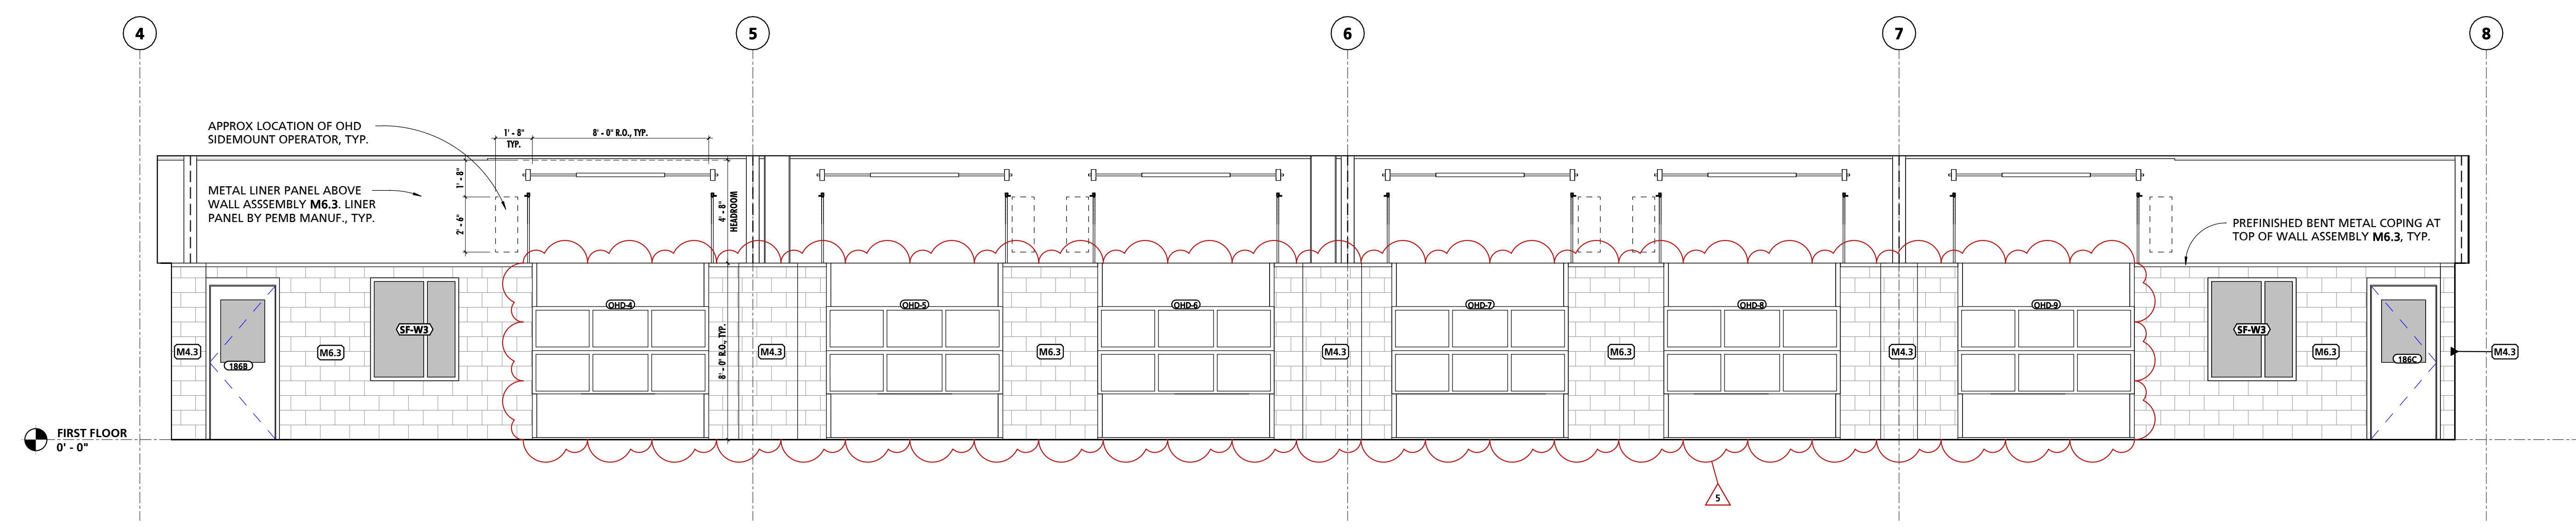 4
5
6
7
8
APPROX LOCATION OF OHD
SIDEMOUNT OPERATOR, TYP.
1' - 8"
TYP.
8' - 0" R.O., TYP.
METAL LINER PANEL ABOVE
WALL ASSSEMBLY M6.3. LINER
PANEL BY PEMB MANUF., TYP.
1' - 8"
2' - 6"
4' - 8"
HEADROOM
PREFINISHED BENT METAL COPING AT
TOP OF WALL ASSEMBLY M6.3, TYP.
OHD-4
OHD-5
OHD-6
OHD-7
OHD-8
OHD-9
SF-W3
SF-W3
8' - 0" R.O., TYP.
M4.3
186B
M6.3
M4.3
M6.3
M4.3
M6.3
M4.3
M6.3
186C
M4.3
FIRST FLOOR
0' - 0"
5